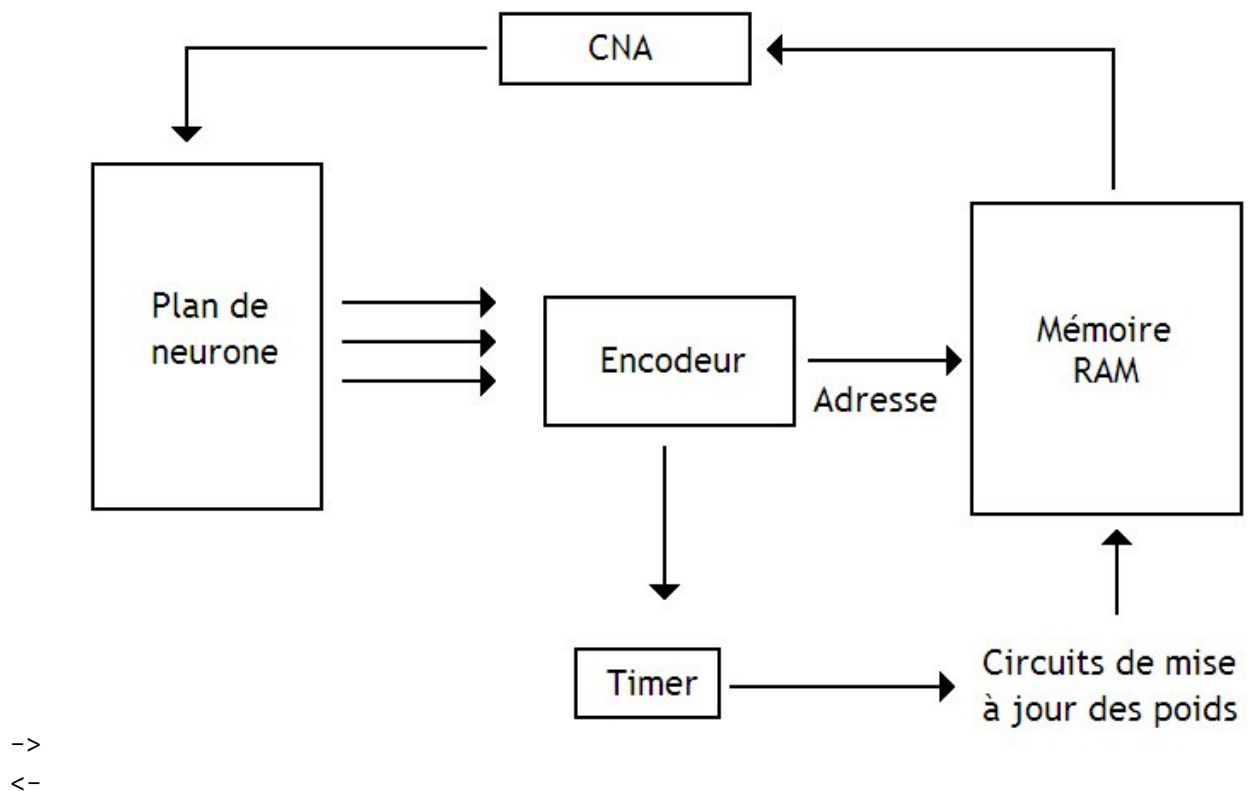 CNA
Plan de
neurone
Encodeur
Adresse
Mémoire
RAM
Timer
Circuits de mise
à jour des poids
->
<-